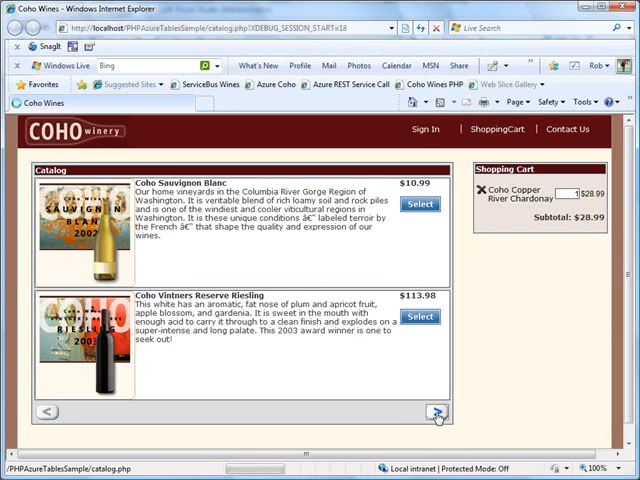 Coho Wines - Windows Internet Explorer
http://localhost/PHPAzureTablesSample/catalog.php?XDEBUG_SESSION_START=18
Live Search
SnagIt
Windows Live
Bing
What's New
Profile
Mail
Photos
Calendar
MSN
Share
Rob
Favorites
Suggested Sites
ServiceBus Wines
Azure Coho
Azure REST Service Call
Coho Wines PHP
Web Slice Gallery
Coho Wines
Page
Safety
Tools
COHO winery
Sign In | ShoppingCart | Contact Us
Catalog
COHO
SAUVIGNON
BLANC
2002
Coho Sauvignon Blanc
Our home vineyards in the Columbia River Gorge Region of
Washington. It is veritable blend of rich loamy soil and rock piles
and is one of the windiest and cooler viticultural regions in
Washington. It is these unique conditions â€" labeled terroir by
the French â€" that shape the quality and expression of our
wines.
$10.99
Select
COHO
RIESLING
2003
Coho Vintners Reserve Riesling
This white has an aromatic, fat nose of plum and apricot fruit,
apple blossom, and gardenia. It is sweet in the mouth with
enough acid to carry it through to a clean finish and explodes on a
super-intense and long palate. This 2003 award winner is one to
seek out!
$113.98
Select
<
>
Shopping Cart
Coho Copper
River Chardonay
1
$28.99
Subtotal: $28.99
/PHPAzureTablesSample/catalog.php
Local intranet | Protected Mode: Off
100%